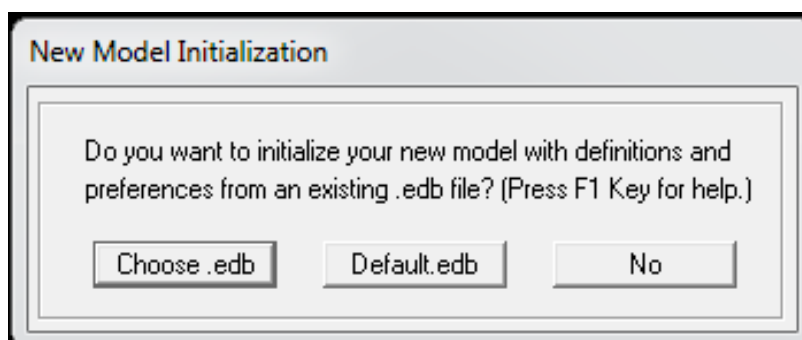 New Model Initialization
Do you want to initialize your new model with definitions and
preferences from an existing .edb file? (Press F1 Key for help.)
Choose .edb Default.edb No